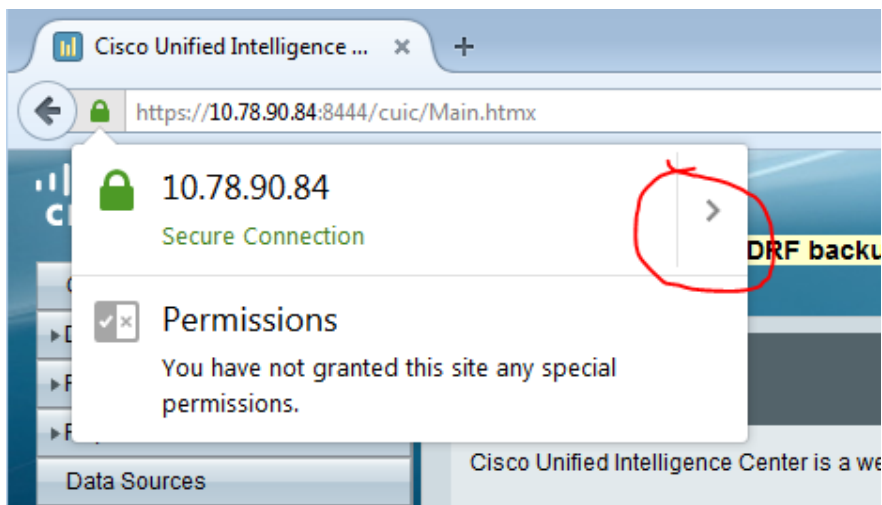 Cisco Unified Intelligence ...
https://10.78.90.84:8444/cuic/Main.htmx
10.78.90.84
Secure Connection
DRF backu
Permissions
You have not granted this site any special
permissions.
Data Sources
Cisco Unified Intelligence Center is a we